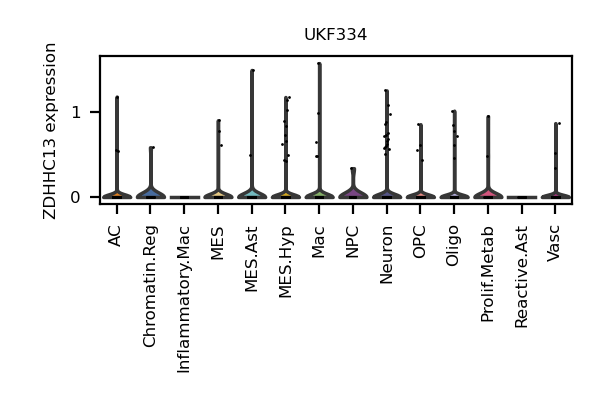 UKF334
ZDHHC13 expression
1
0
AC
Chromatin.Reg
Inflammatory.Mac
MES
MES.Ast
MES.Hyp
Mac
NPC
Neuron
OPC
Oligo
Prolif.Metab
Reactive.Ast
Vasc